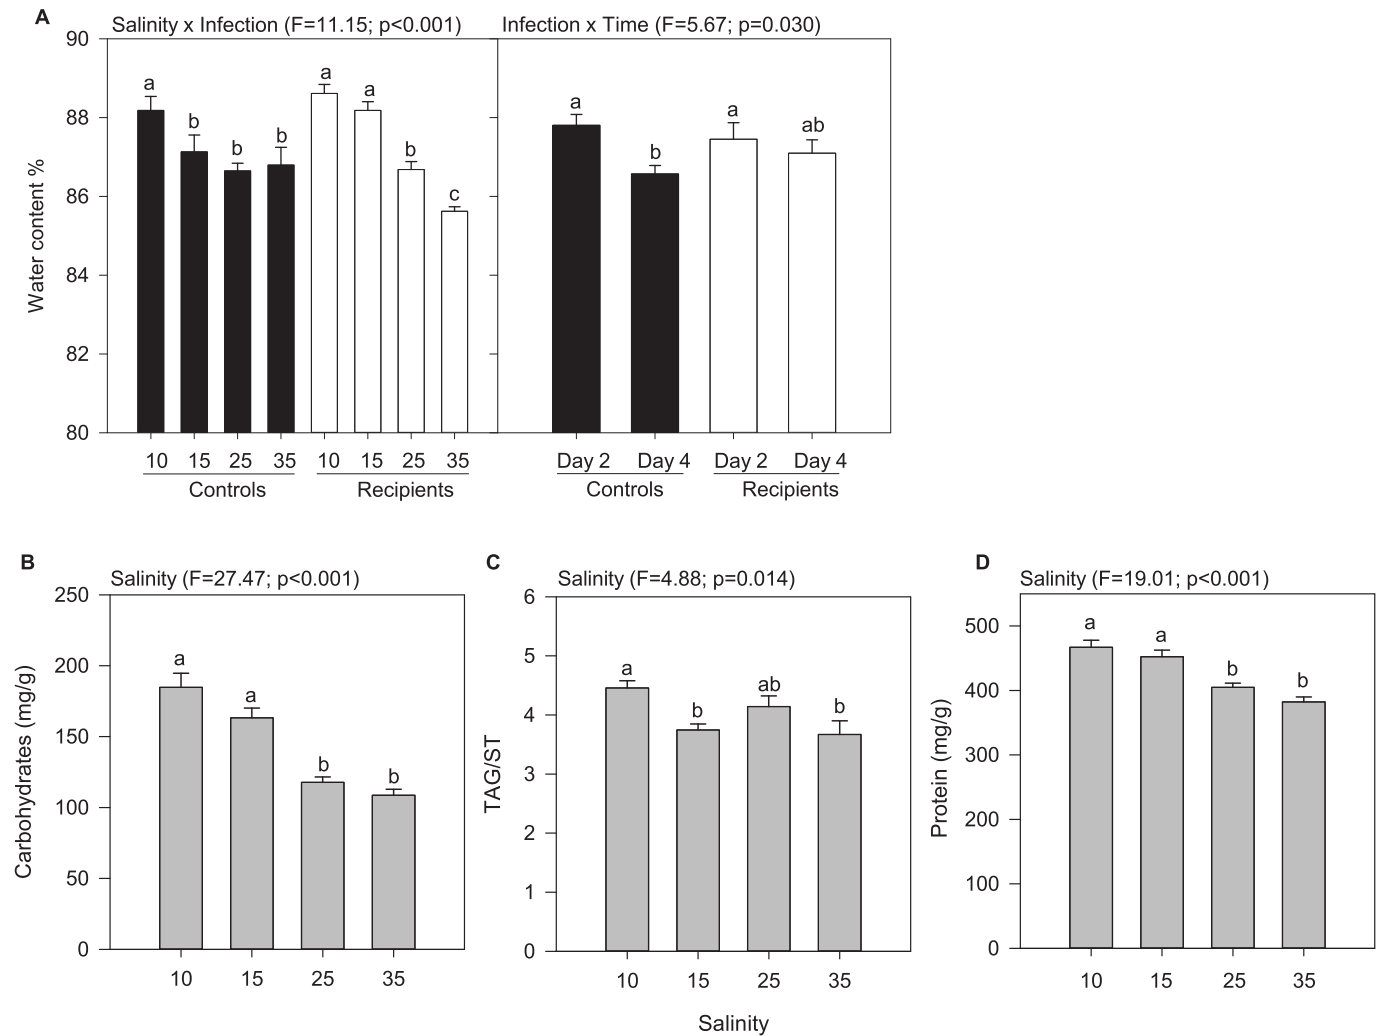 A
Salinity x Infection (F=11.15; p<0.001)
Infection x Time (F=5.67; p=0.030)
90
88
86
84
82
80
Water content %
a
b
b
b
a
a
b
c
a
b
a
ab
10 15 25 35 10 15 25 35
Controls Recipients
Day 2 Day 4 Day 2 Day 4
Controls Recipients
B
Salinity (F=27.47; p<0.001)
250
200
150
100
50
0
Carbohydrates (mg/g)
a
a
b
b
10 15 25 35
C
Salinity (F=4.88; p=0.014)
6
5
4
3
2
1
0
TAG/ST
a
b
ab
b
10 15 25 35
Salinity
D
Salinity (F=19.01; p<0.001)
500
400
300
200
100
0
Protein (mg/g)
a
a
b
b
10 15 25 35